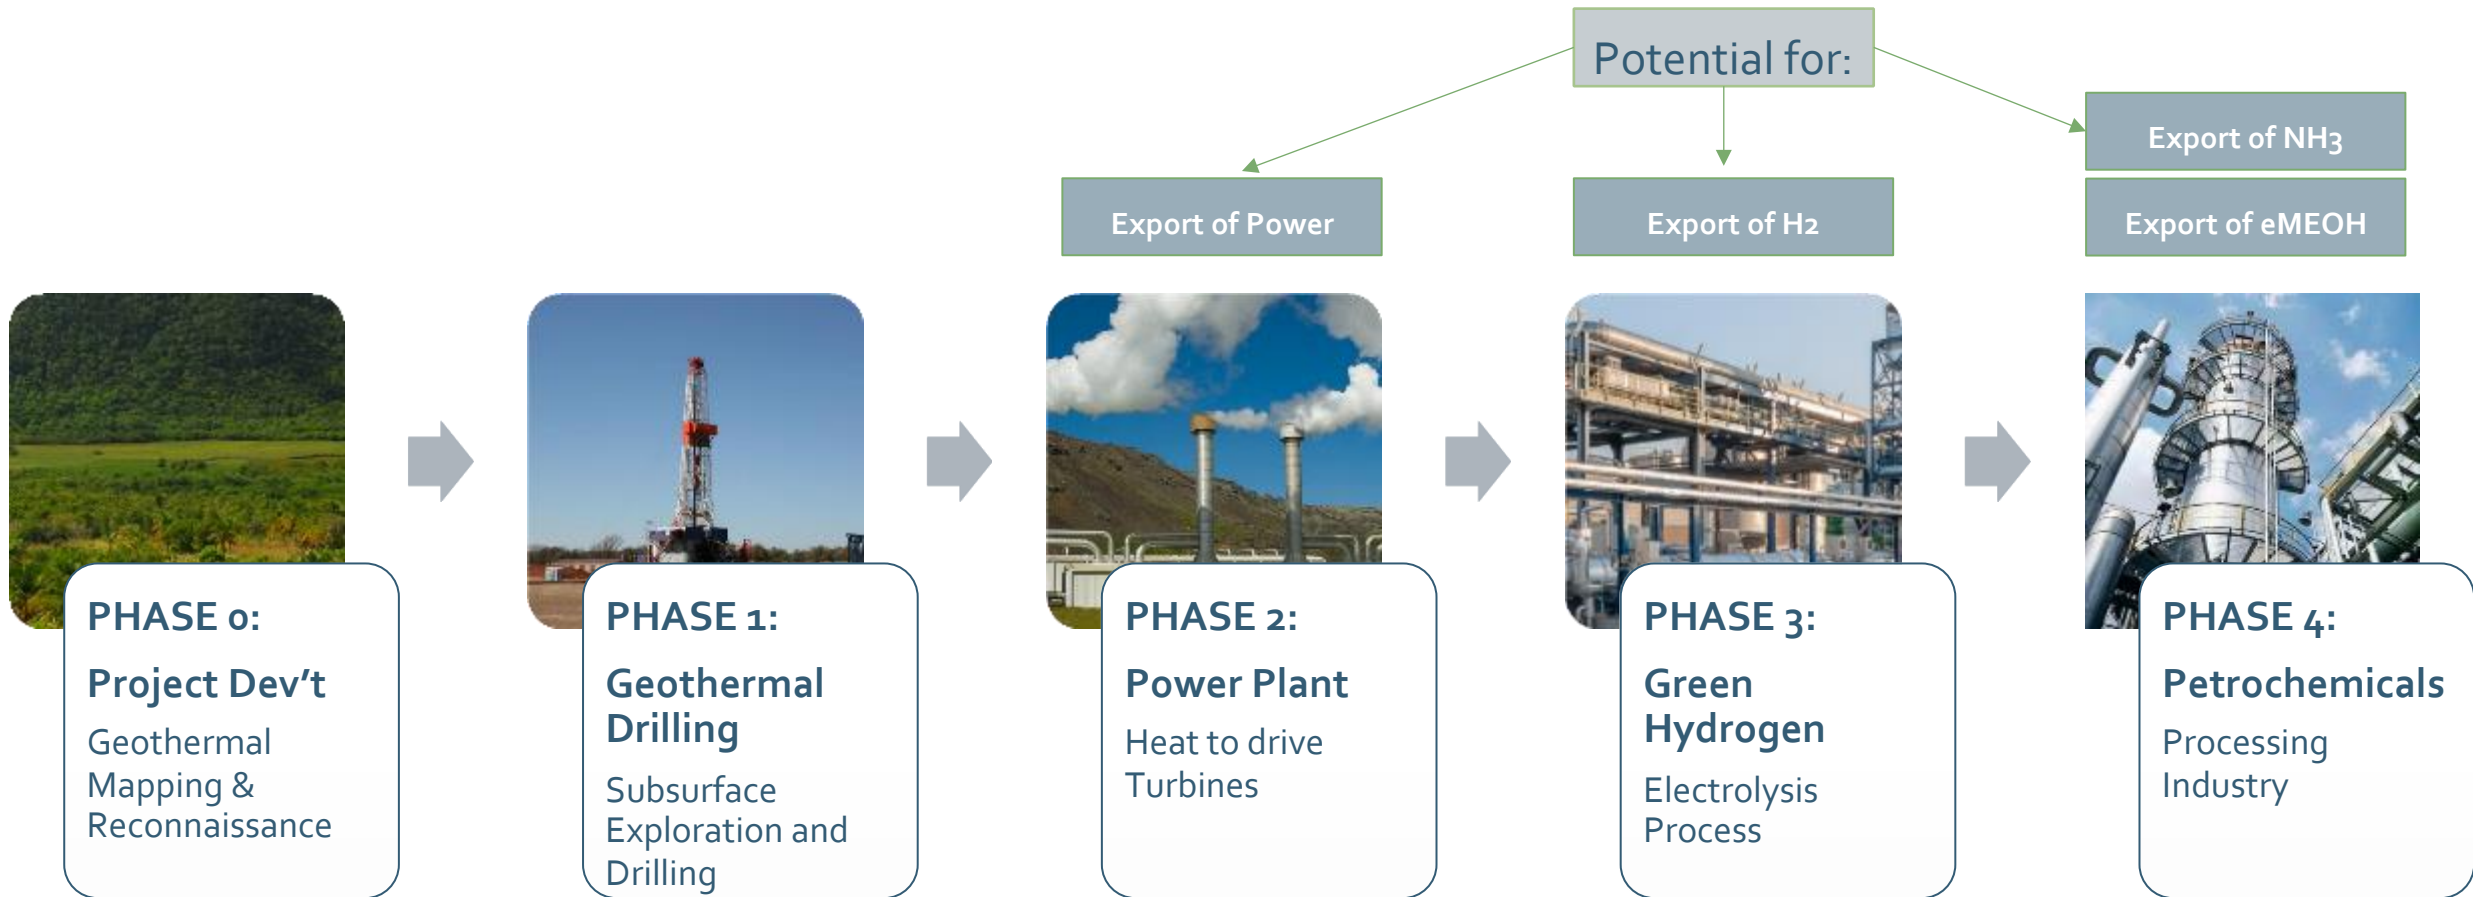 Potential for:
Export of NH3
Export of Power
Export of H2
Export of eMEOH
PHASE 0:
Project Dev’t
Geothermal
Mapping &
Reconnaissance
PHASE 1:
Geothermal
Drilling
Subsurface
Exploration and
Drilling
PHASE 2:
Power Plant
Heat to drive
Turbines
PHASE 3:
Green
Hydrogen
Electrolysis
Process
PHASE 4:
Petrochemicals
Processing
Industry